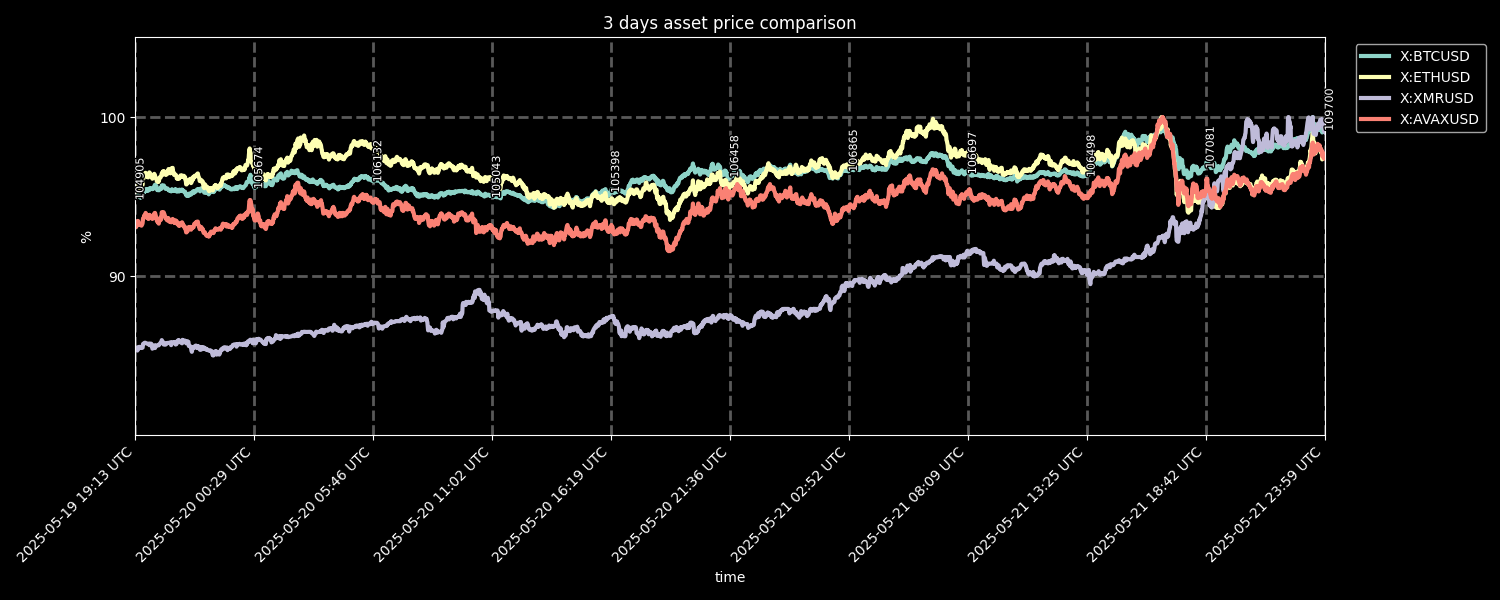 3 days asset price comparison
X:BTCUSD
X:ETHUSD
X:XMRUSD
X:AVAXUSD
100
90
%
104905
105674
106132
105043
105398
106458
106865
106697
106498
107081
109700
2025-05-19 19:13 UTC
2025-05-20 00:29 UTC
2025-05-20 05:46 UTC
2025-05-20 11:02 UTC
2025-05-20 16:19 UTC
2025-05-20 21:36 UTC
2025-05-21 02:52 UTC
2025-05-21 08:09 UTC
2025-05-21 13:25 UTC
2025-05-21 18:42 UTC
2025-05-21 23:59 UTC
time